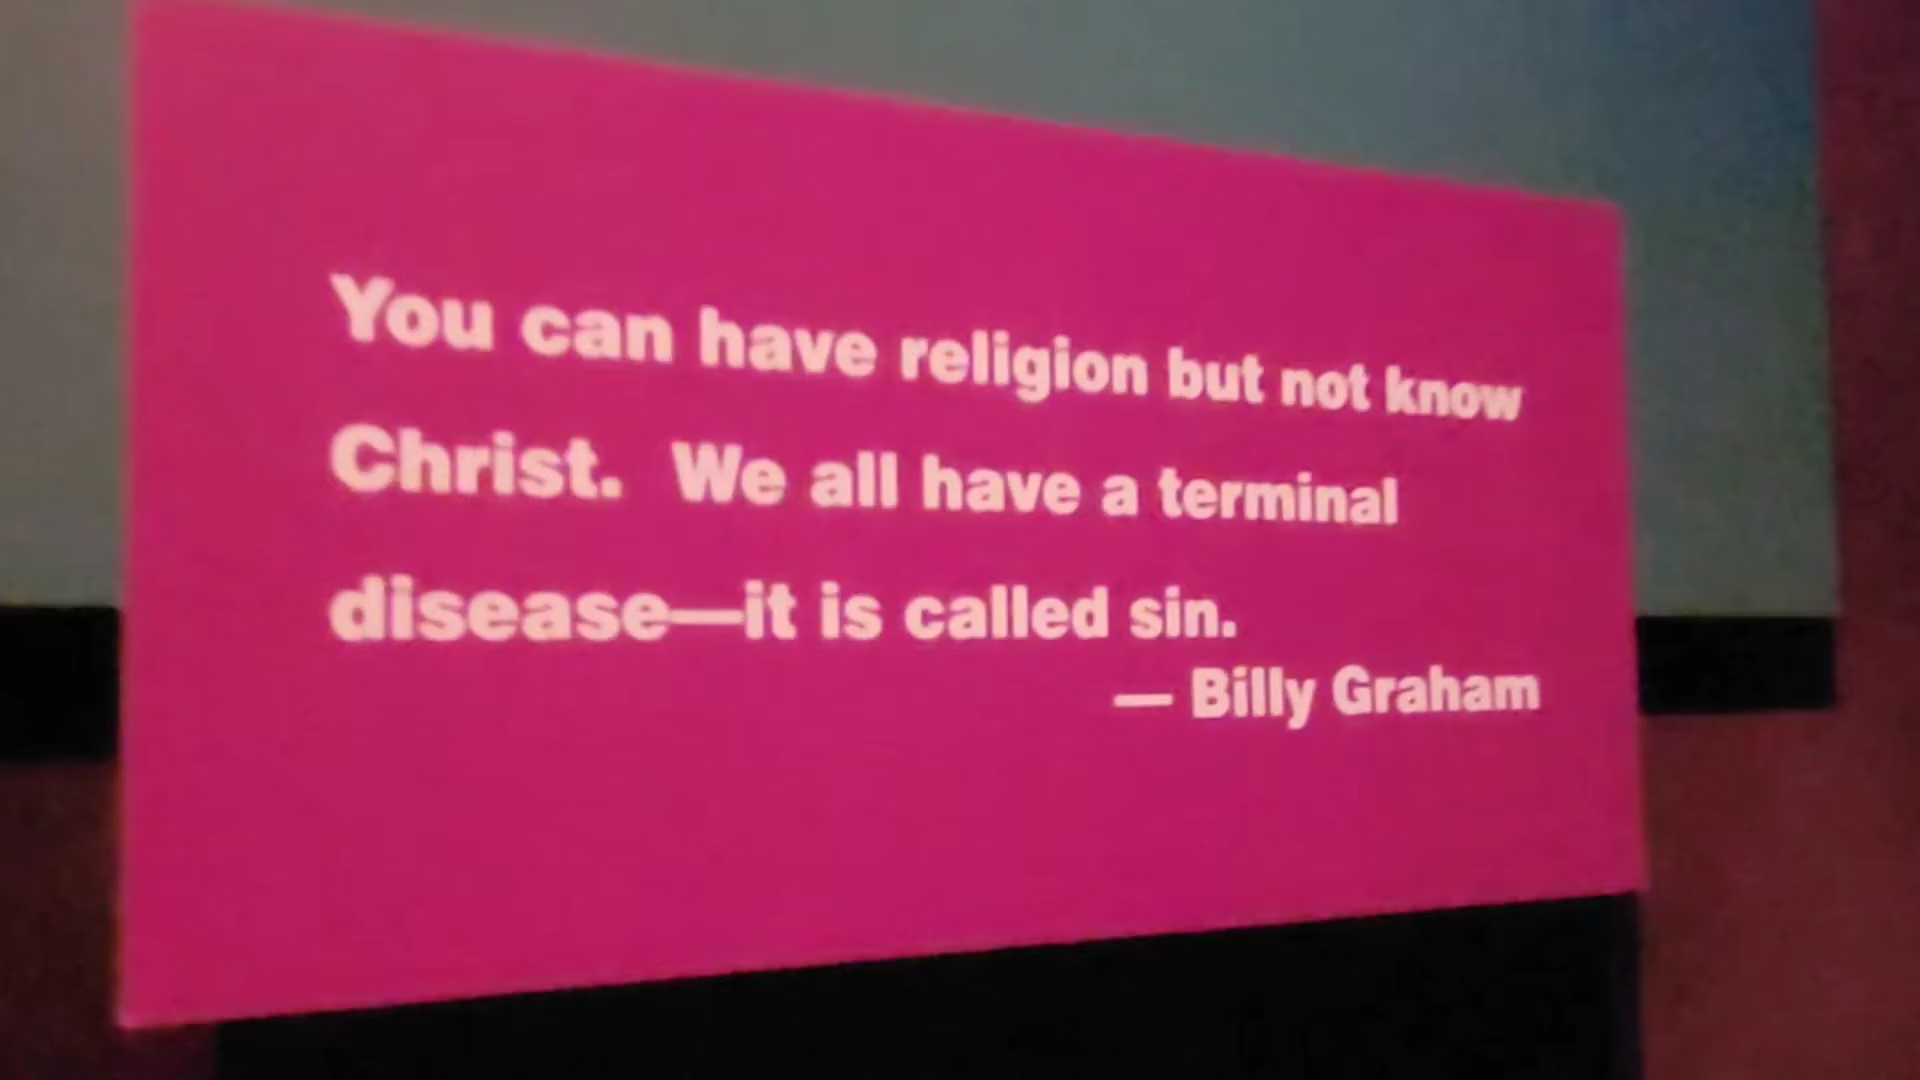 You can have religion but not know
Christ. We all have a terminal
disease—it is called sin.
— Billy Graham